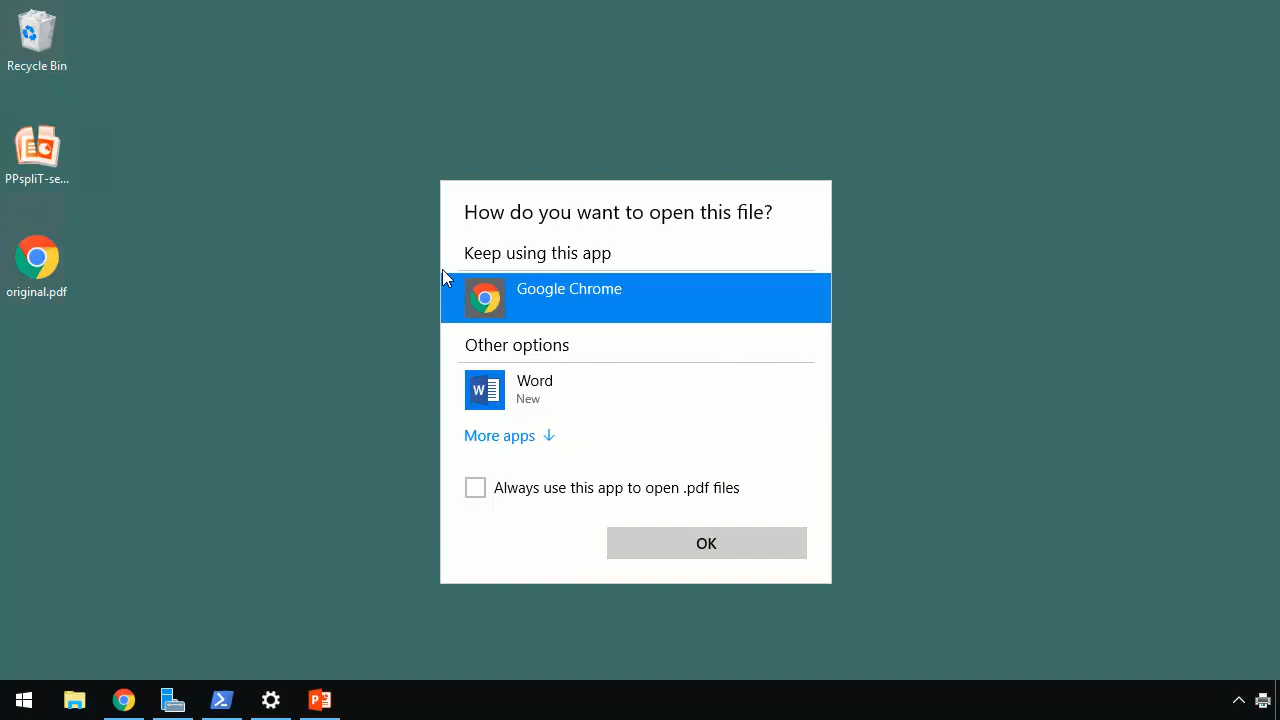 Recycle Bin
PPspliT-se...
original.pdf
How do you want to open this file?
Keep using this app
Google Chrome
Other options
W
Word
New
More apps
Always use this app to open .pdf files
OK